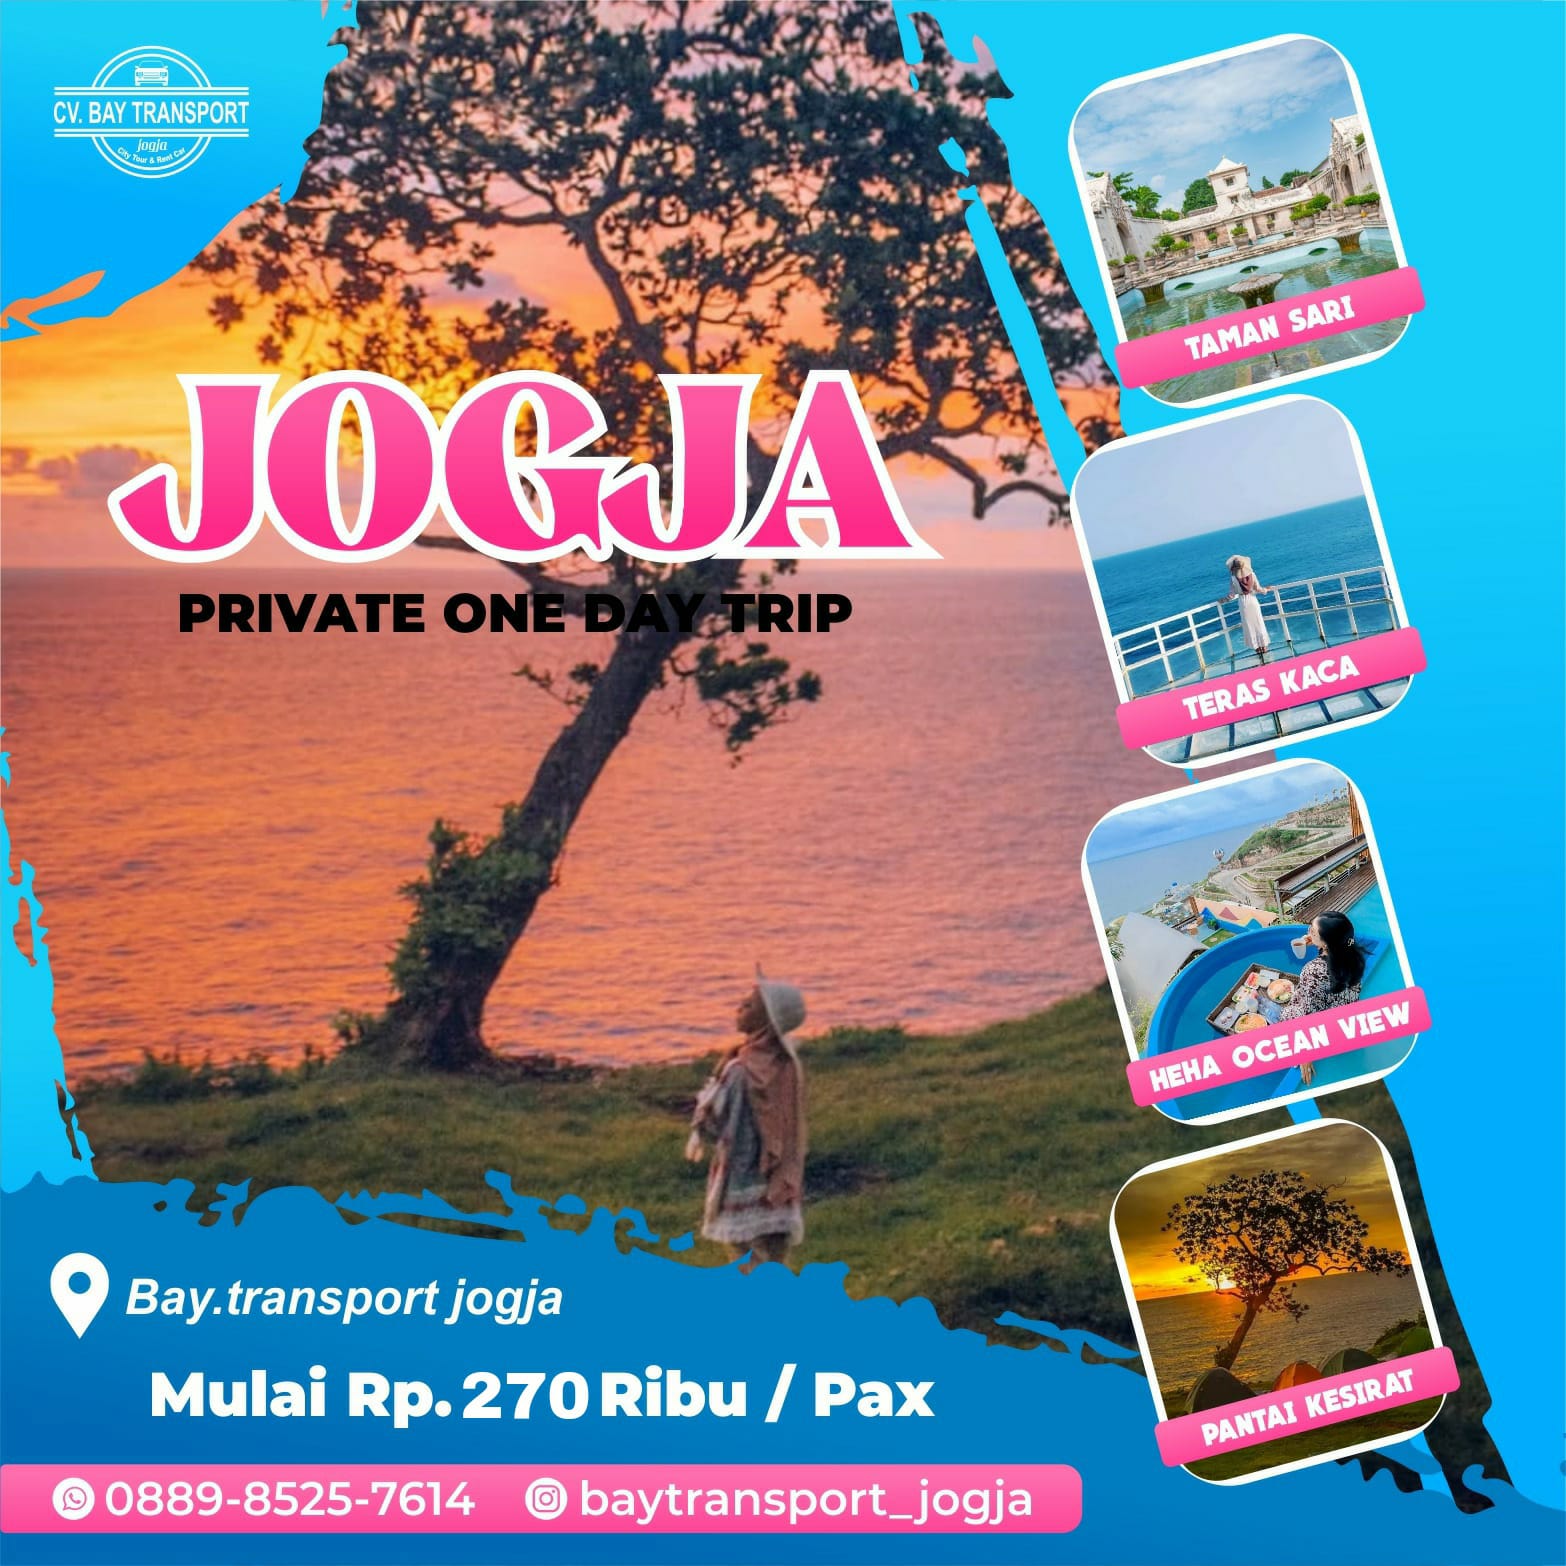 CV. BAY TRANSPORT
jogja
City Tour & Rent Car
JOGJA
PRIVATE ONE DAY TRIP
TAMAN SARI
TERAS KACA
HEHA OCEAN VIEW
PANTAI KESIRAT
Bay.transport jogja
Mulai Rp. 270 Ribu / Pax
0889-8525-7614 baytransport_jogja